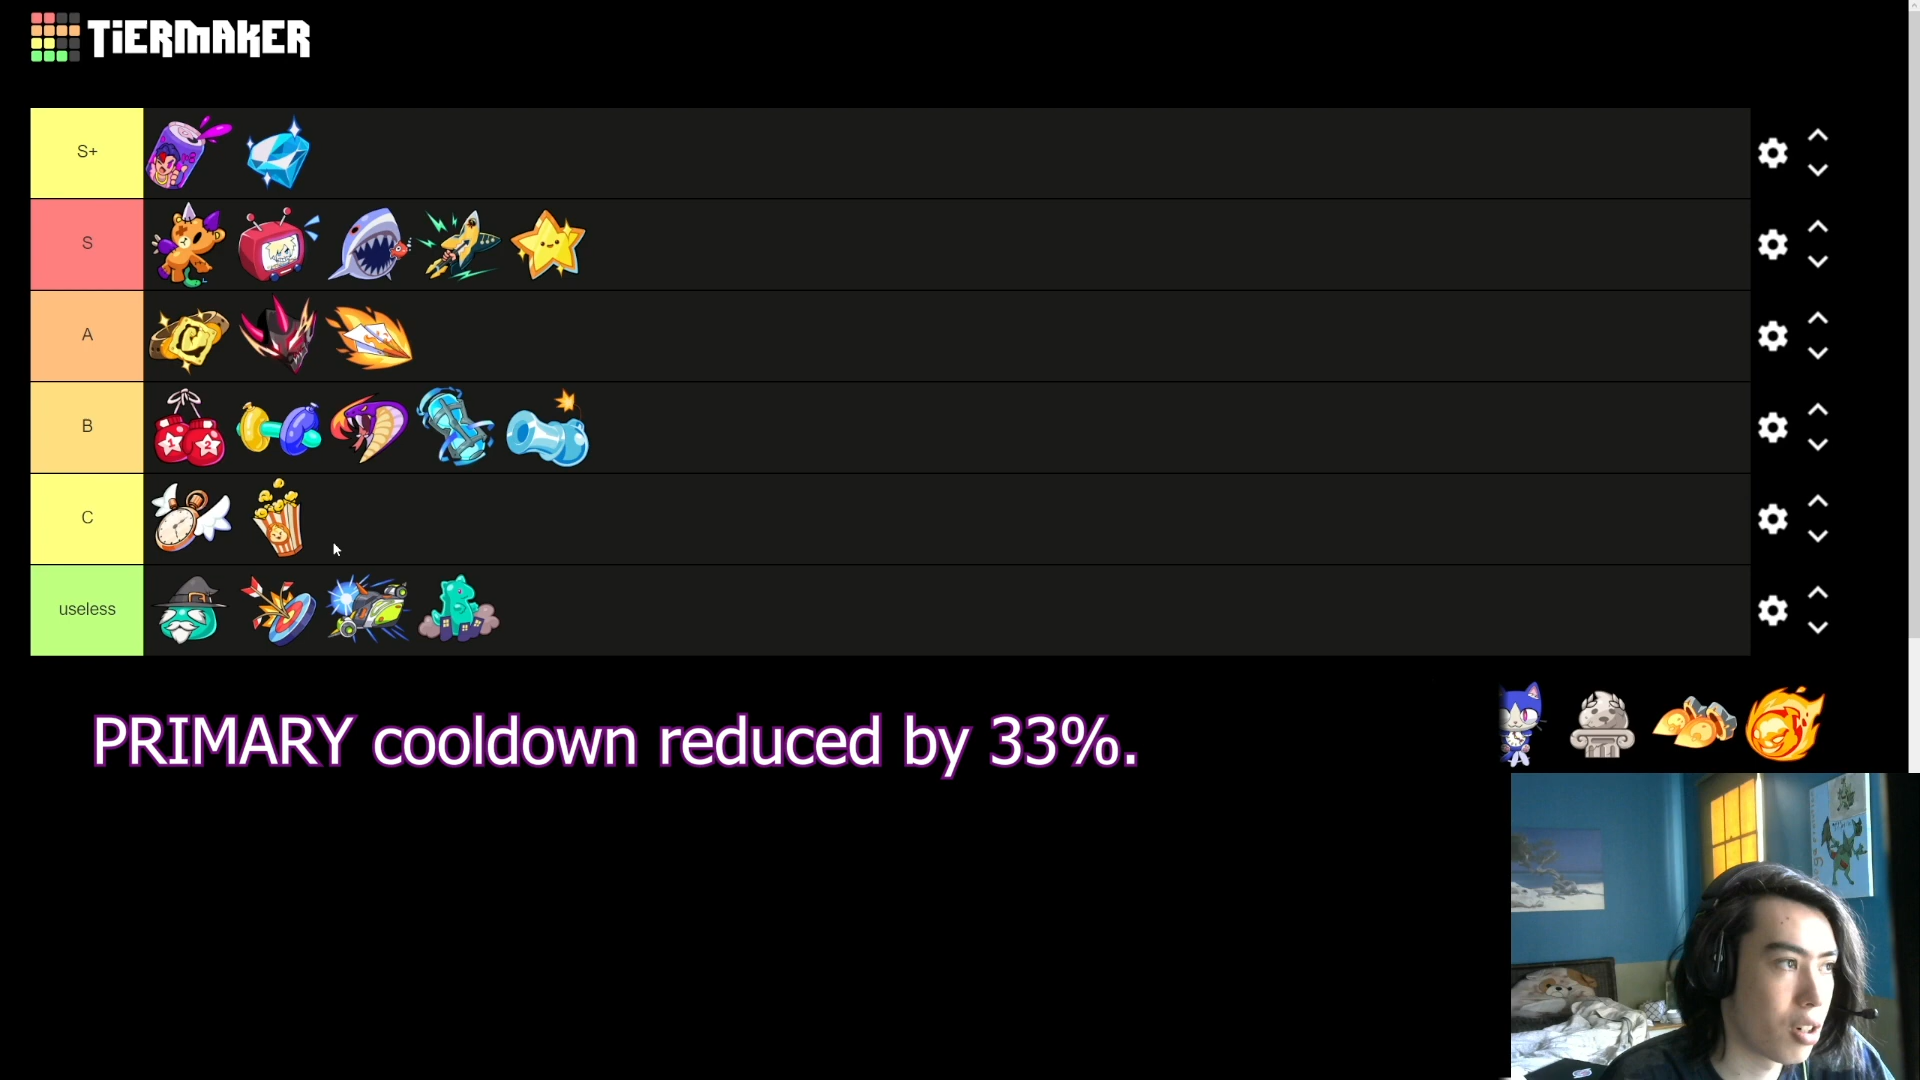 TiERMAKER
S+
S
A
B
C
useless
PRIMARY cooldown reduced by 33%.